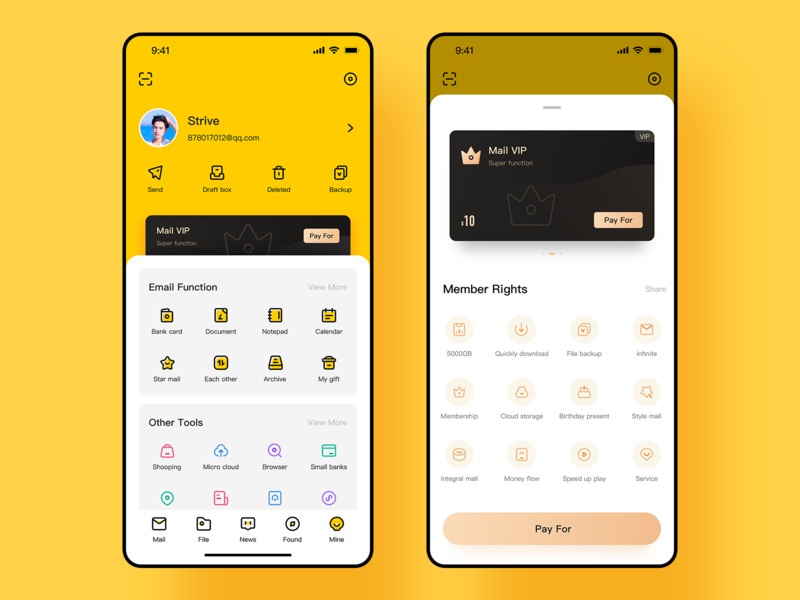 9:41
Strive
878017012@qq.com
Send Draft box Deleted Backup
Mail VIP
Super function
Pay For
Email Function View More
Bank card Document Notepad Calendar
Star mail Each other Archive My gift
Other Tools View More
Shooping Micro cloud Browser Small banks
Mail File News Found Mine
9:41
VIP
Mail VIP
Super function
¥10
Pay For
Member Rights Share
5000GB Quickly download File backup infinite
Membership Cloud storage Birthday present Style mail
Integral mall Money flow Speed up play Service
Pay For